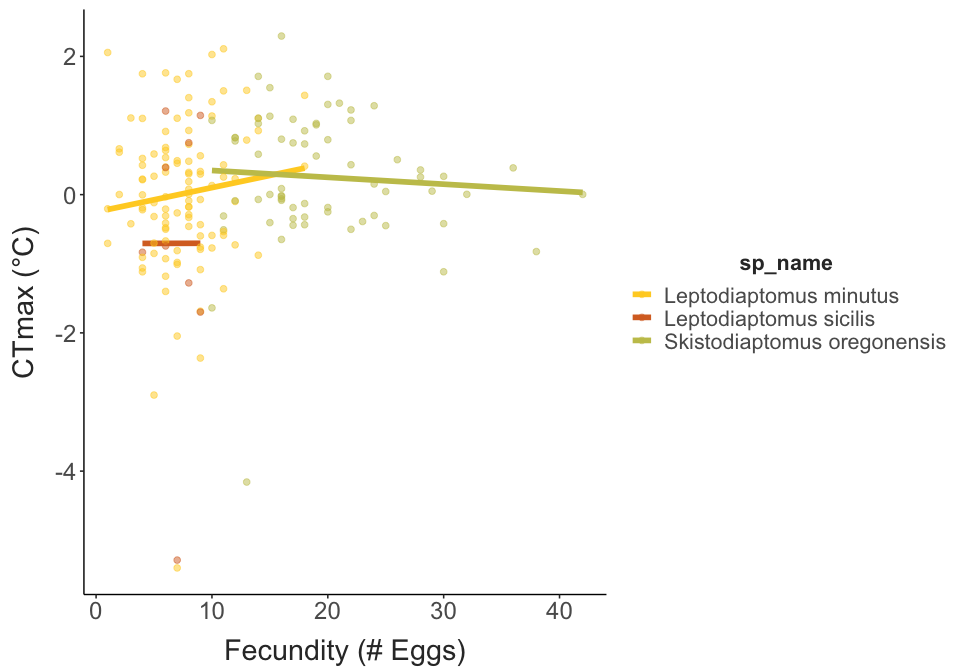 CTmax (°C)
2
0
-2
-4
0 10 20 30 40
Fecundity (# Eggs)
sp_name
Leptodiaptomus minutus
Leptodiaptomus sicilis
Skistodiaptomus oregonensis